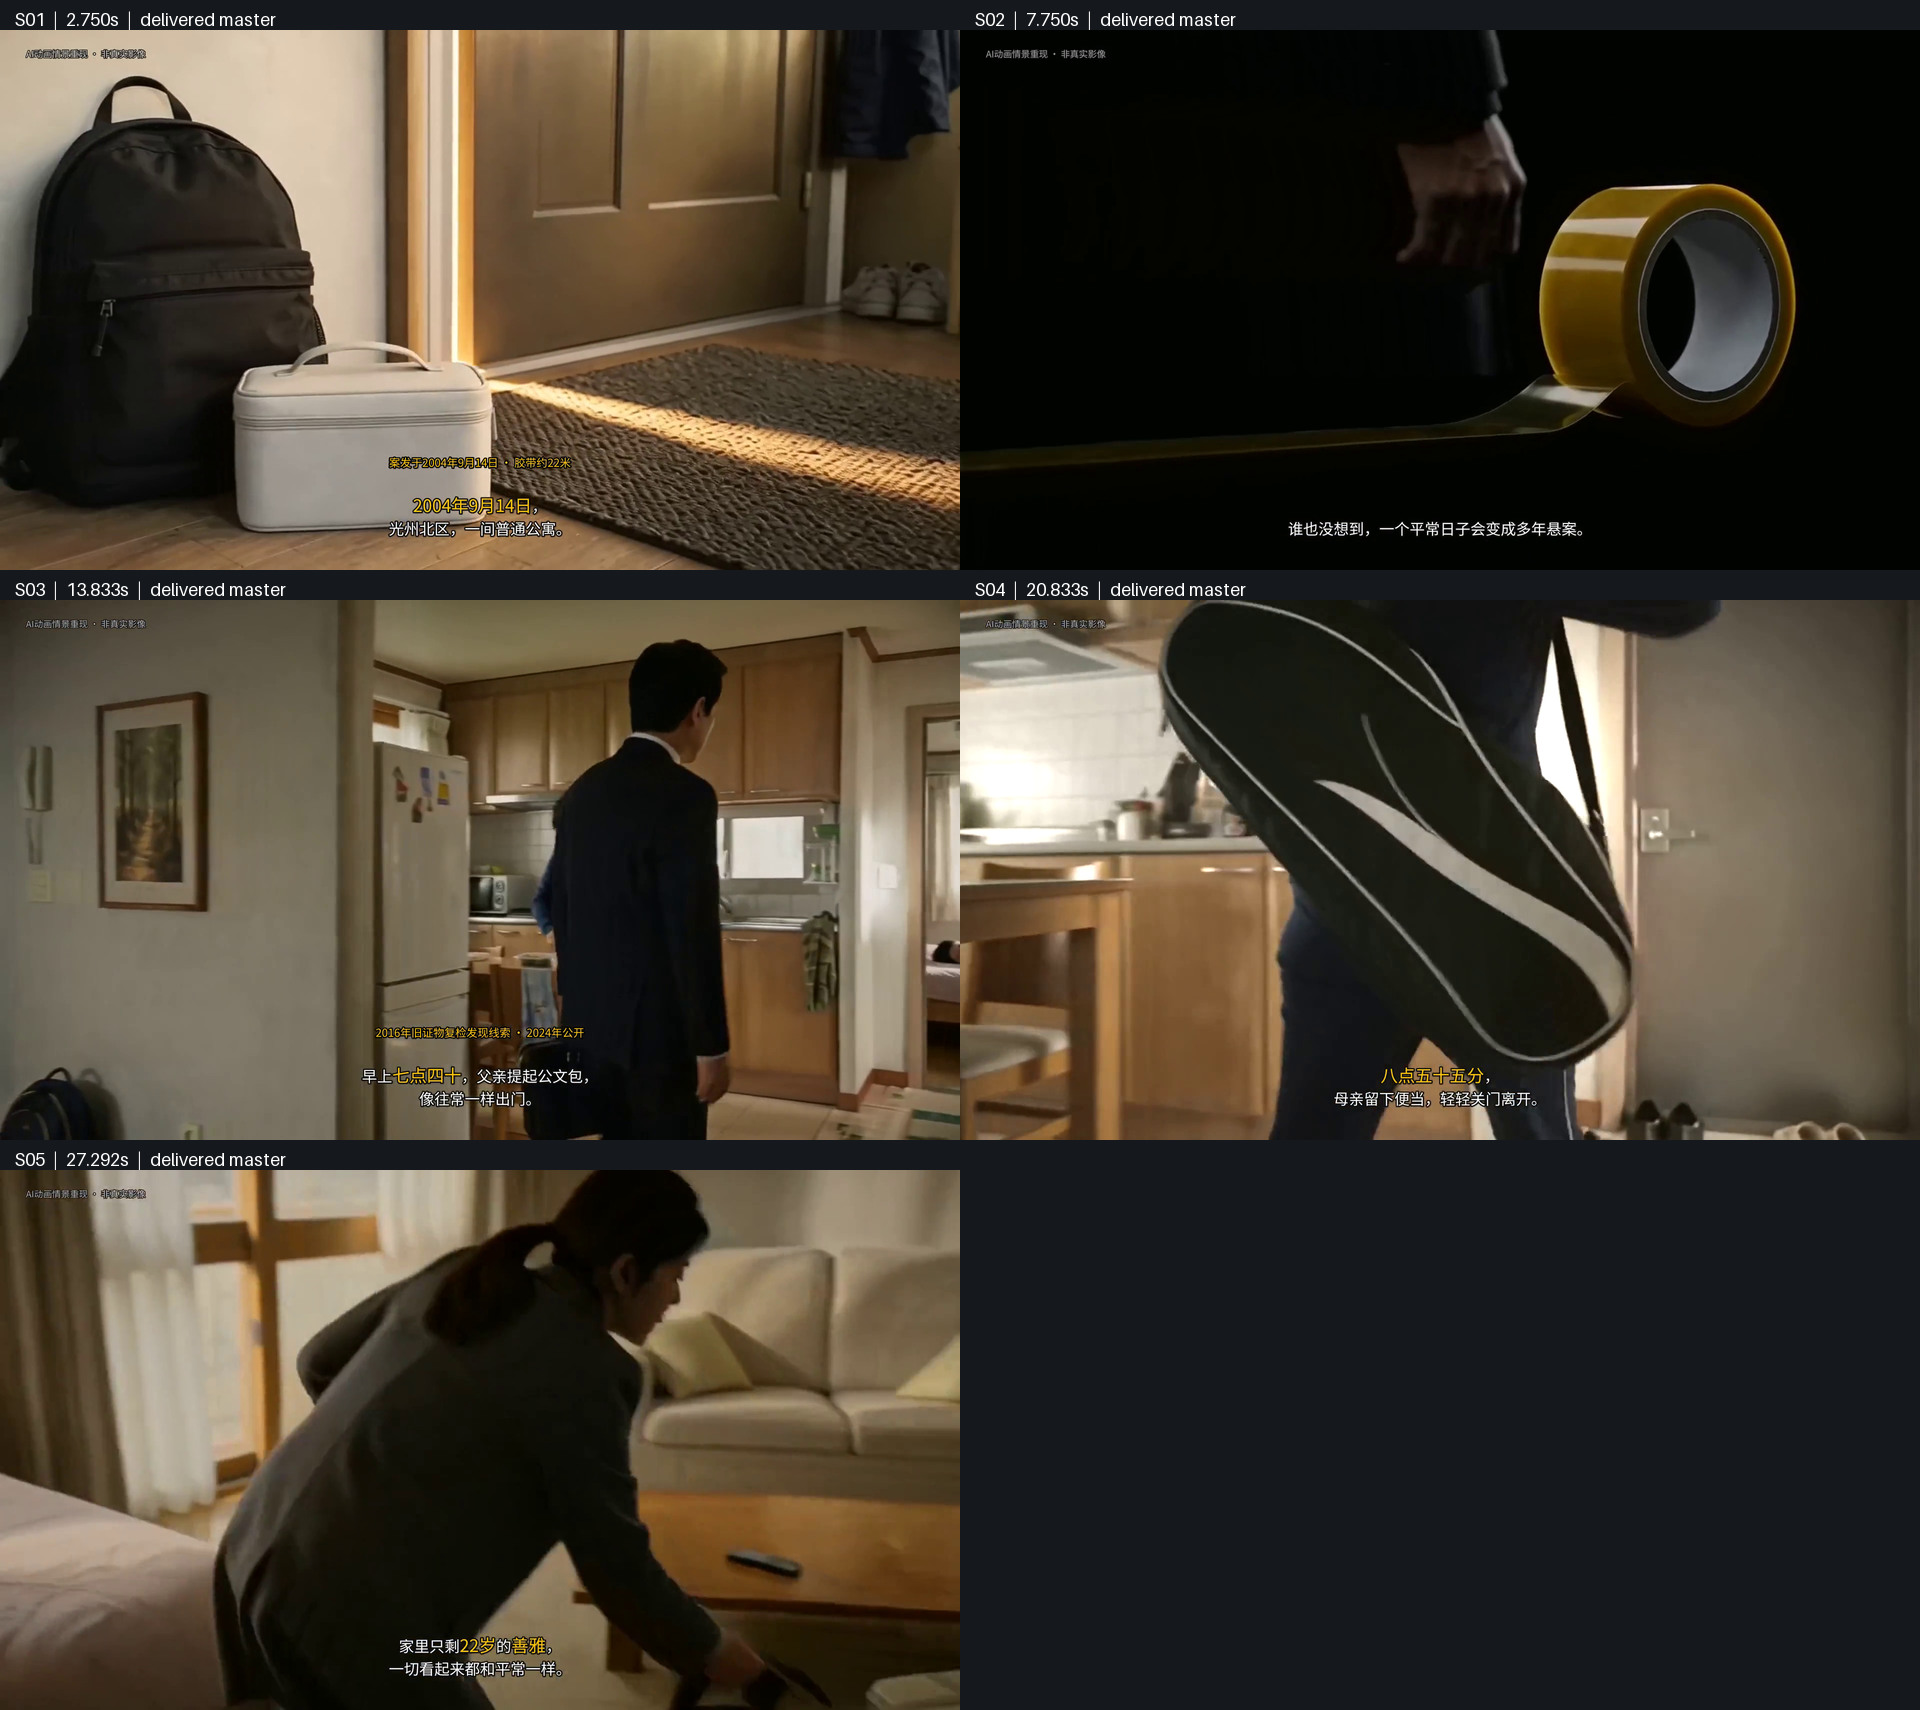 S01 | 2.750s | delivered master
AI动画情景重现 · 非真实影像
案发于2004年9月14日 · 胶带约22米
2004年9月14日，
光州北区，一间普通公寓。
S02 | 7.750s | delivered master
AI动画情景重现 · 非真实影像
谁也没想到，一个平常日子会变成多年悬案。
S03 | 13.833s | delivered master
AI动画情景重现 · 非真实影像
2016年旧证物复检发现线索 · 2024年公开
早上七点四十，父亲提起公文包，
像往常一样出门。
S04 | 20.833s | delivered master
AI动画情景重现 · 非真实影像
八点五十五分，
母亲留下便当，轻轻关门离开。
S05 | 27.292s | delivered master
AI动画情景重现 · 非真实影像
家里只剩22岁的善雅，
一切看起来都和平常一样。